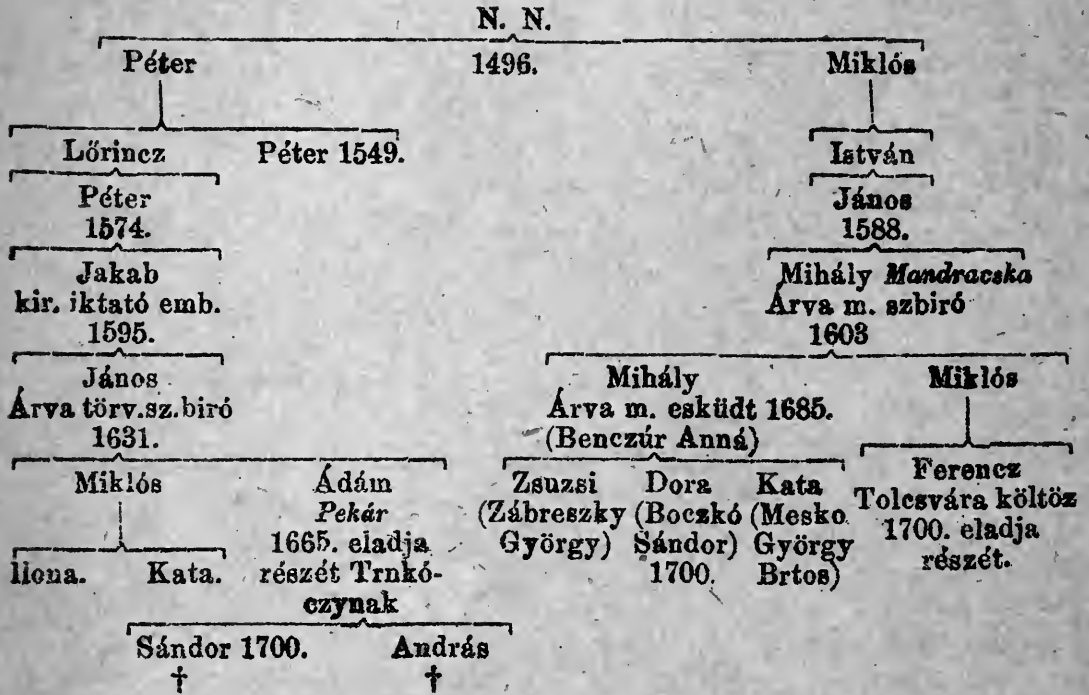 N. N.
Péter 1496. Miklós
Lőrincz Péter 1549. István
Péter János
1574. 1588.
Jakab Mihály Mandracska
kir. iktató emb. Árva m. szbiró
1595. 1603
János Mihály Miklós
Árva törv.sz.biró Árva m. esküdt 1685.
1631. (Benczúr Anná)
Miklós Ádám Zsuzsi Dora Kata Ferencz
Pekár (Zábreszky (Boczkó (Mesko Tolcsvára költöz
1665. eladja György) Sándor) György 1700. eladja
Ilona. Kata. részét Trnkó- 1700. Brtos) részét.
czynak
Sándor 1700. András
† †